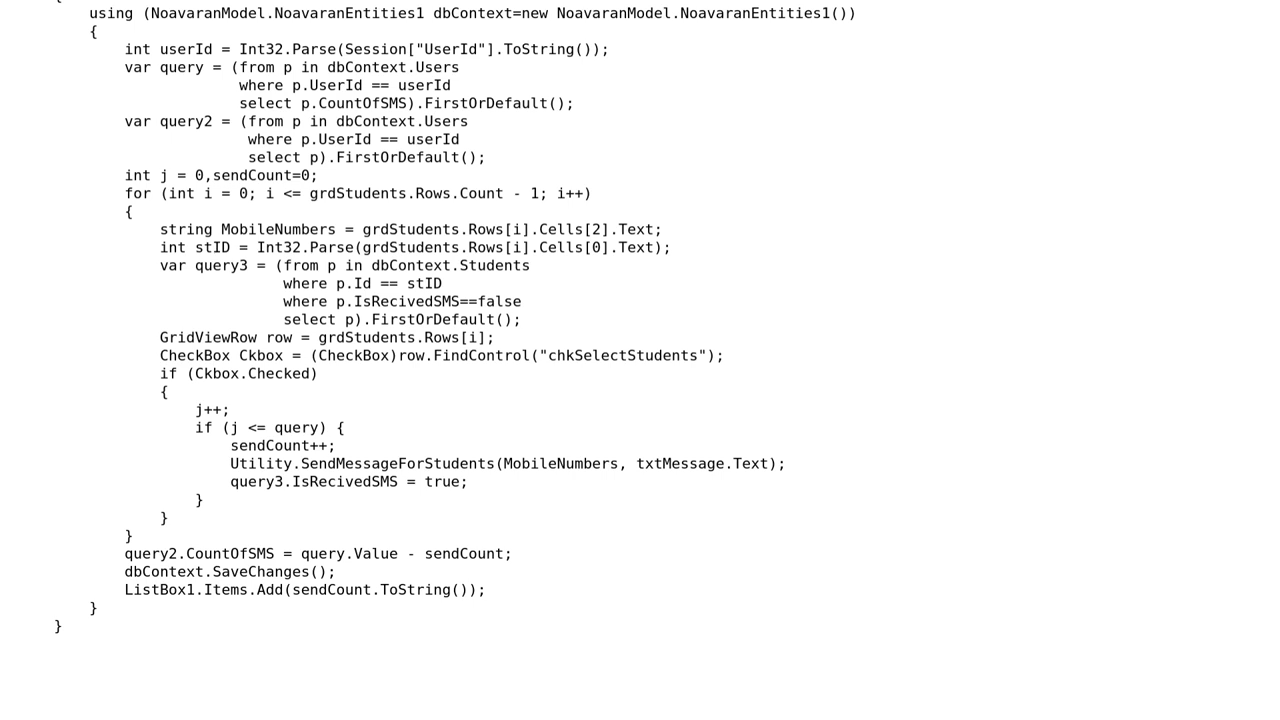 {
using (NoavaranModel.NoavaranEntities1 dbContext=new NoavaranModel.NoavaranEntities1())
{
int userId = Int32.Parse(Session["UserId"].ToString());
var query = (from p in dbContext.Users
where p.UserId == userId
select p.CountOfSMS).FirstOrDefault();
var query2 = (from p in dbContext.Users
where p.UserId == userId
select p).FirstOrDefault();
int j = 0,sendCount=0;
for (int i = 0; i <= grdStudents.Rows.Count - 1; i++)
{
string MobileNumbers = grdStudents.Rows[i].Cells[2].Text;
int stID = Int32.Parse(grdStudents.Rows[i].Cells[0].Text);
var query3 = (from p in dbContext.Students
where p.Id == stID
where p.IsRecivedSMS==false
select p).FirstOrDefault();
GridViewRow row = grdStudents.Rows[i];
CheckBox Ckbox = (CheckBox)row.FindControl("chkSelectStudents");
if (Ckbox.Checked)
{
j++;
if (j <= query) {
sendCount++;
Utility.SendMessageForStudents(MobileNumbers, txtMessage.Text);
query3.IsRecivedSMS = true;
}
}
}
query2.CountOfSMS = query.Value - sendCount;
dbContext.SaveChanges();
ListBox1.Items.Add(sendCount.ToString());
}
}